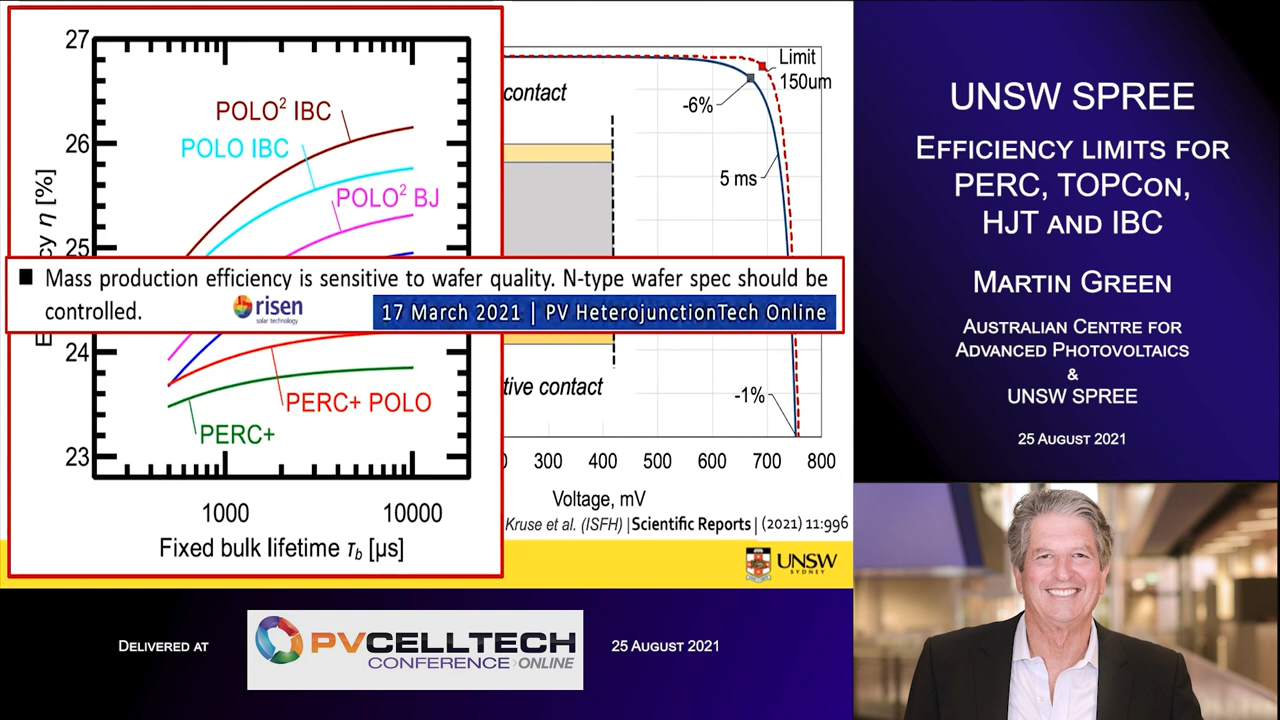 27
26
25
24
23
cy η [%]
E
POLO² IBC
POLO IBC
POLO² BJ
PERC+ POLO
PERC+
1000
10000
Fixed bulk lifetime τb [µs]
contact
Limit
150um
-6%
5 ms
■ Mass production efficiency is sensitive to wafer quality. N-type wafer spec should be
controlled.
risen
solar technology
17 March 2021 | PV HeterojunctionTech Online
tive contact
-1%
0
300
400
500
600
700
800
Voltage, mV
Kruse et al. (ISFH) |Scientific Reports | (2021) 11:996
UNSW
SYDNEY
DELIVERED AT
PVCELLTECH
CONFERENCE>ONLINE
25 AUGUST 2021
UNSW SPREE
EFFICIENCY LIMITS FOR
PERC, TOPCON,
HJT AND IBC
MARTIN GREEN
AUSTRALIAN CENTRE FOR
ADVANCED PHOTOVOLTAICS
&
UNSW SPREE
25 AUGUST 2021